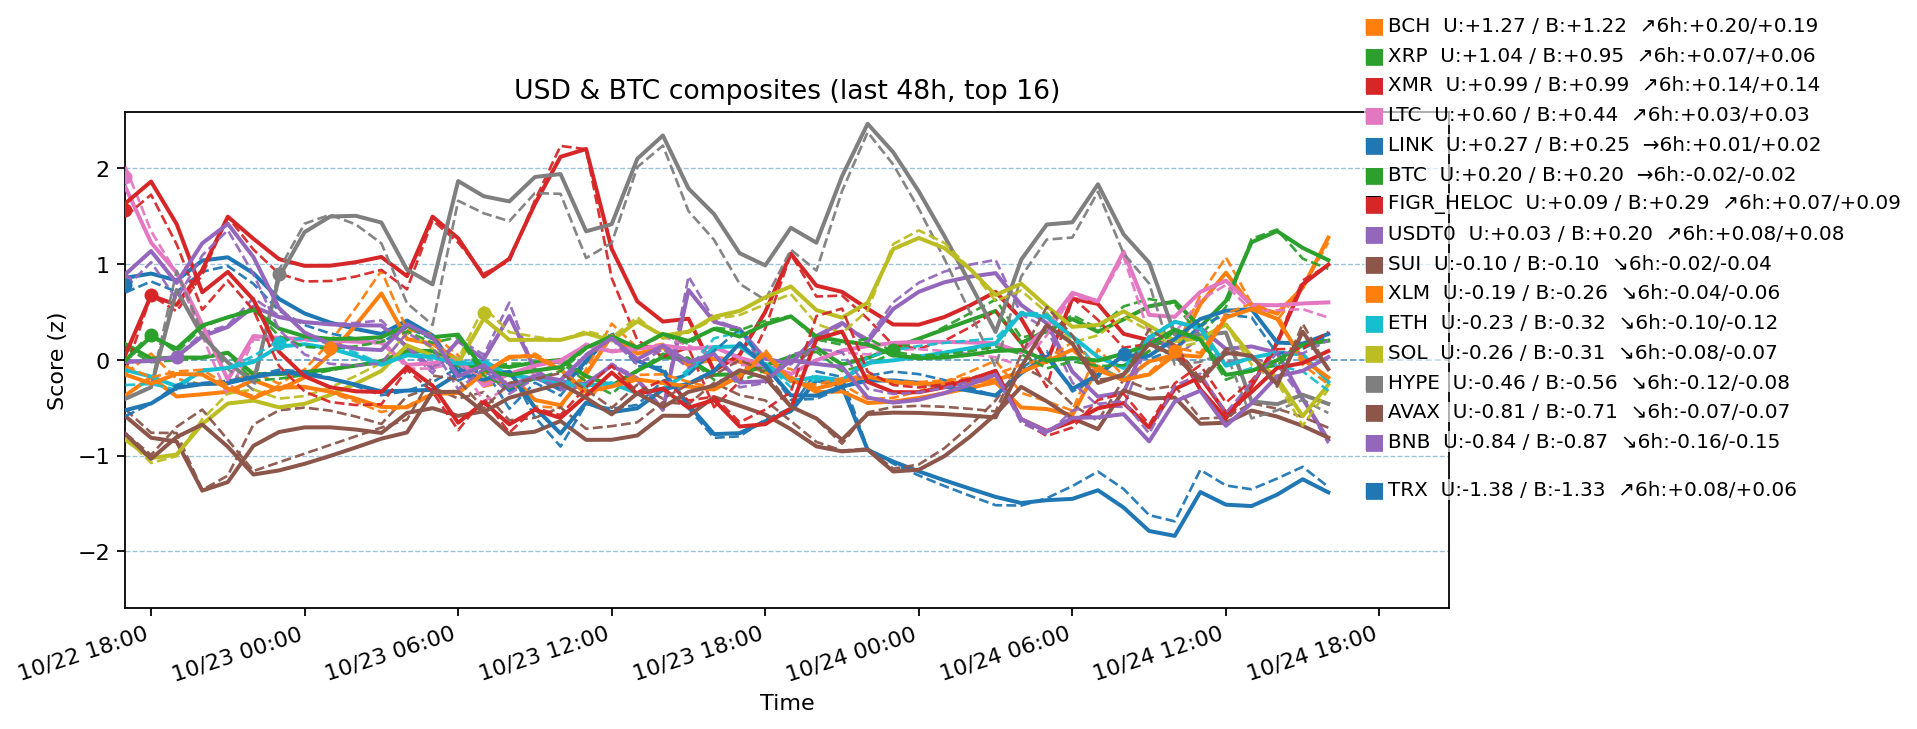 BCH U:+1.27 / B:+1.22 ↗6h:+0.20/+0.19
XRP U:+1.04 / B:+0.95 ↗6h:+0.07/+0.06
XMR U:+0.99 / B:+0.99 ↗6h:+0.14/+0.14
LTC U:+0.60 / B:+0.44 ↗6h:+0.03/+0.03
LINK U:+0.27 / B:+0.25 →6h:+0.01/+0.02
BTC U:+0.20 / B:+0.20 →6h:-0.02/-0.02
FIGR_HELOC U:+0.09 / B:+0.29 ↗6h:+0.07/+0.09
USDT0 U:+0.03 / B:+0.20 ↗6h:+0.08/+0.08
SUI U:-0.10 / B:-0.10 ↘6h:-0.02/-0.04
XLM U:-0.19 / B:-0.26 ↘6h:-0.04/-0.06
ETH U:-0.23 / B:-0.32 ↘6h:-0.10/-0.12
SOL U:-0.26 / B:-0.31 ↘6h:-0.08/-0.07
HYPE U:-0.46 / B:-0.56 ↘6h:-0.12/-0.08
AVAX U:-0.81 / B:-0.71 ↘6h:-0.07/-0.07
BNB U:-0.84 / B:-0.87 ↘6h:-0.16/-0.15
TRX U:-1.38 / B:-1.33 ↗6h:+0.08/+0.06
USD & BTC composites (last 48h, top 16)
Score (z)
2
1
0
−1
−2
10/22 18:00
10/23 00:00
10/23 06:00
10/23 12:00
10/23 18:00
10/24 00:00
10/24 06:00
10/24 12:00
10/24 18:00
Time